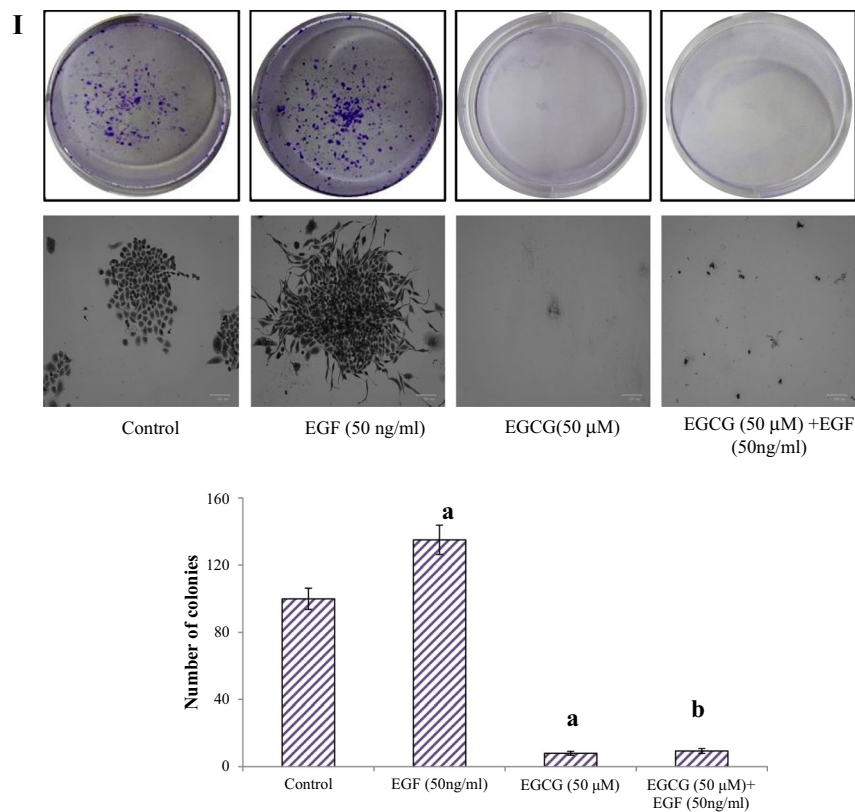 I
Control
EGF (50 ng/ml)
EGCG(50 µM)
EGCG (50 µM) +EGF
(50ng/ml)
160
120
80
40
0
Number of colonies
a
a
b
Control
EGF (50ng/ml)
EGCG (50 µM)
EGCG (50 µM)+
EGF (50ng/ml)